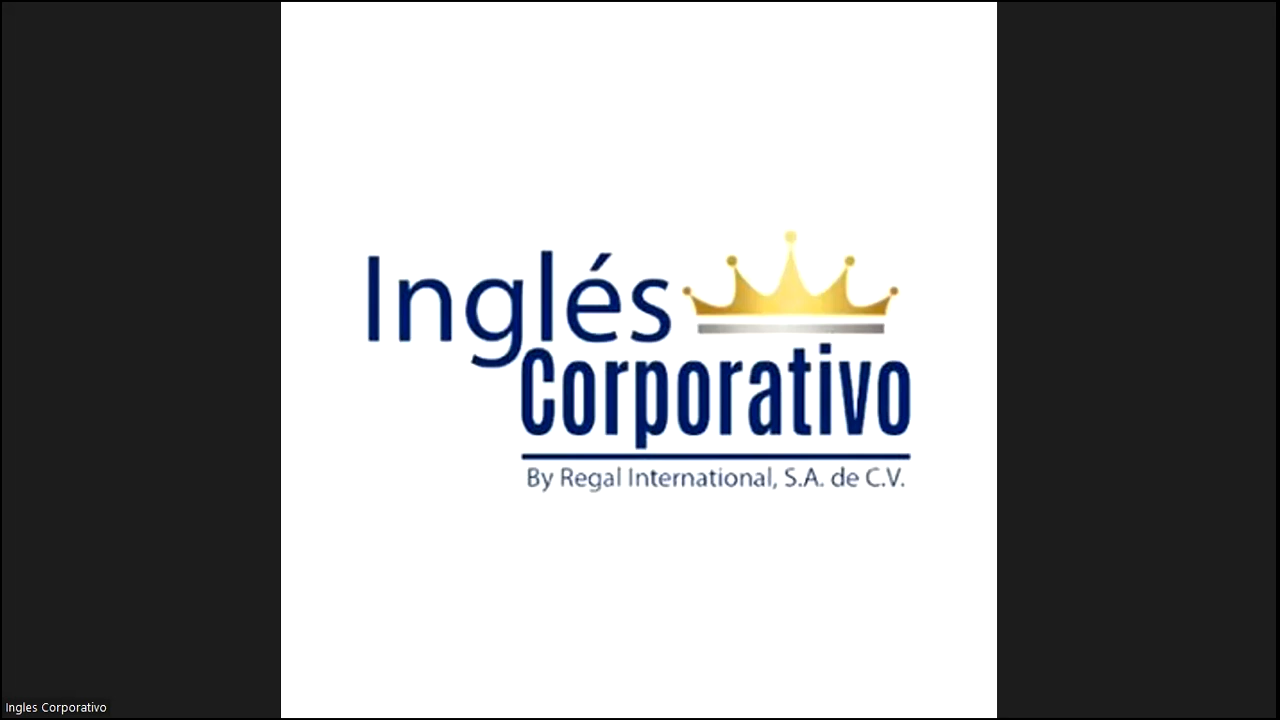 Inglés
Corporativo
By Regal International, S.A. de C.V.
Ingles Corporativo